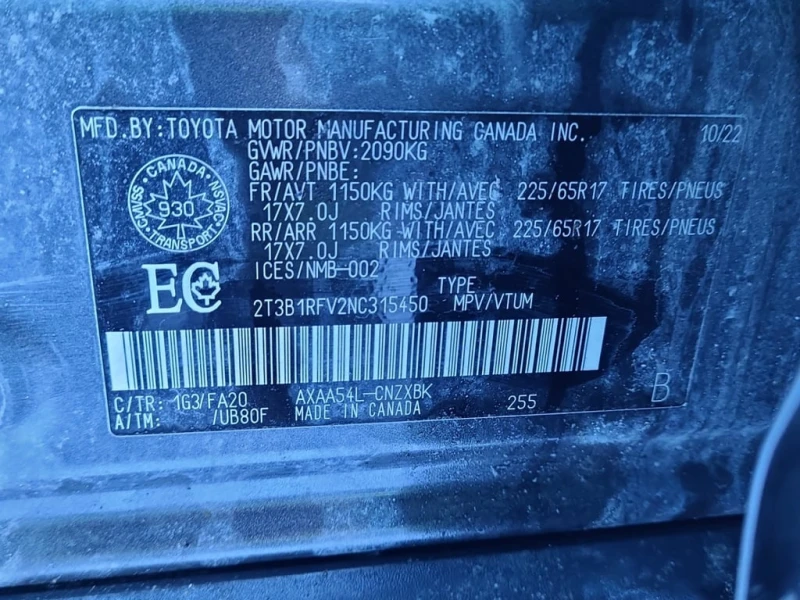 MFD.BY:TOYOTA MOTOR MANUFACTURING CANADA INC. 10/22
GVWR/PNBV:2090KG
GAWR/PNBE:
FR/AVT 1150KG WITH/AVEC 225/65R17 TIRES/PNEUS
17X7.0J RIMS/JANTES
RR/ARR 1150KG WITH/AVEC 225/65R17 TIRES/PNEUS
17X7.0J RIMS/JANTES
ICES/NMB-002
CANADA
CMVSS NSVAC
930
TRANSPORT
EC
TYPE
2T3B1RFV2NC315450 MPV/VTUM
C/TR: 1G3/FA20 AXAA54L-CNZXBK
A/TM: /UB80F MADE IN CANADA 255 B